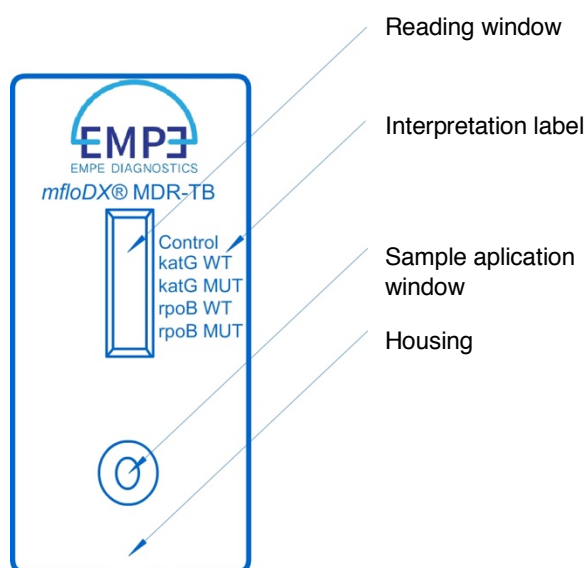 Reading window
Interpretation label
Sample aplication
window
Housing
EMPE
EMPE DIAGNOSTICS
mfloDX® MDR-TB
Control
katG WT
katG MUT
rpoB WT
rpoB MUT